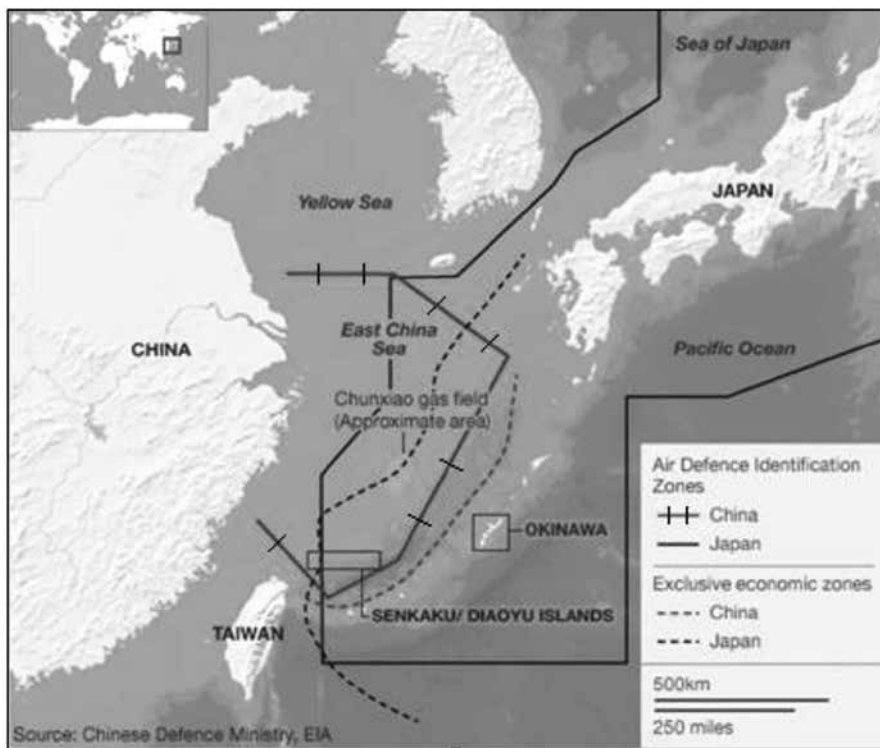 Sea of Japan
Yellow Sea
JAPAN
East China
Sea
CHINA
Pacific Ocean
Chunxiao gas field
(Approximate area)
OKINAWA
SENKAKU/ DIAOYU ISLANDS
TAIWAN
Air Defence Identification
Zones
China
Japan
Exclusive economic zones
China
Japan
500km
250 miles
Source: Chinese Defence Ministry, EIA